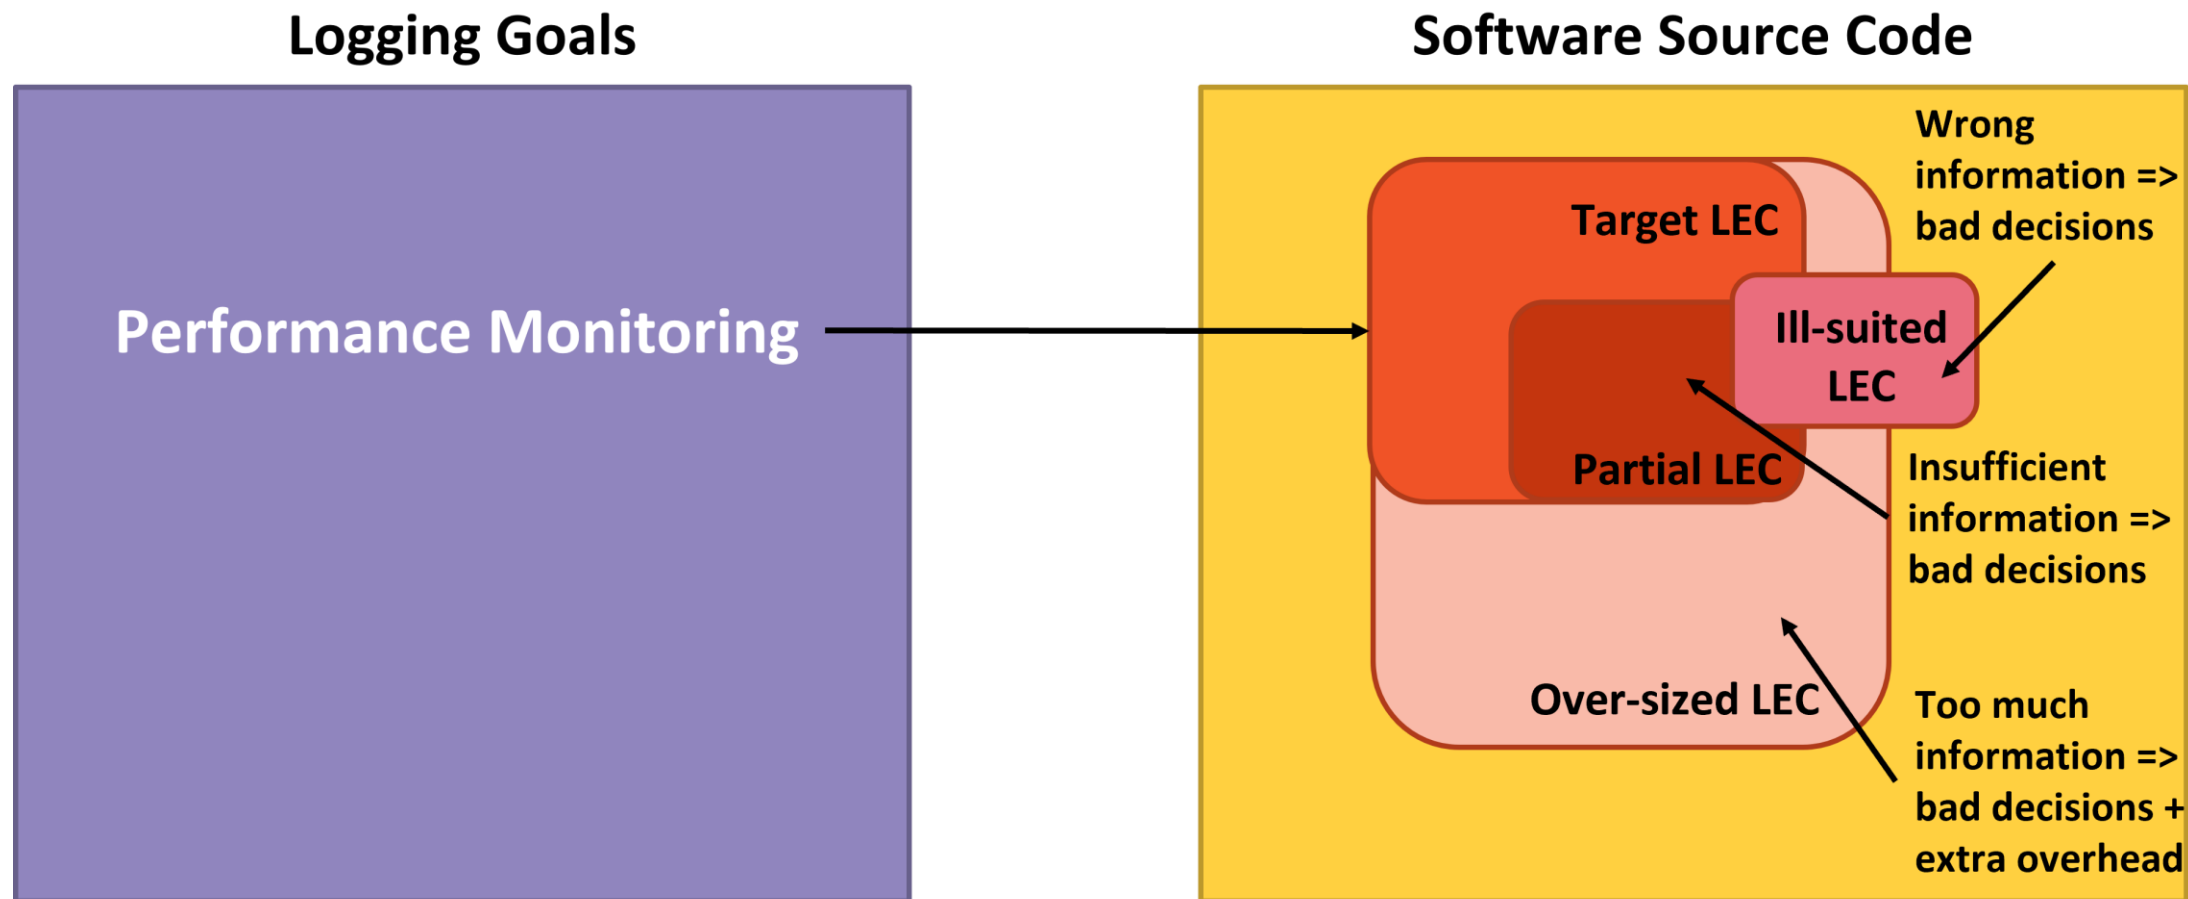 Logging Goals
Software Source Code
Performance Monitoring
Target LEC
Ill-suited
LEC
Partial LEC
Over-sized LEC
Wrong
information =>
bad decisions
Insufficient
information =>
bad decisions
Too much
information =>
bad decisions +
extra overhead